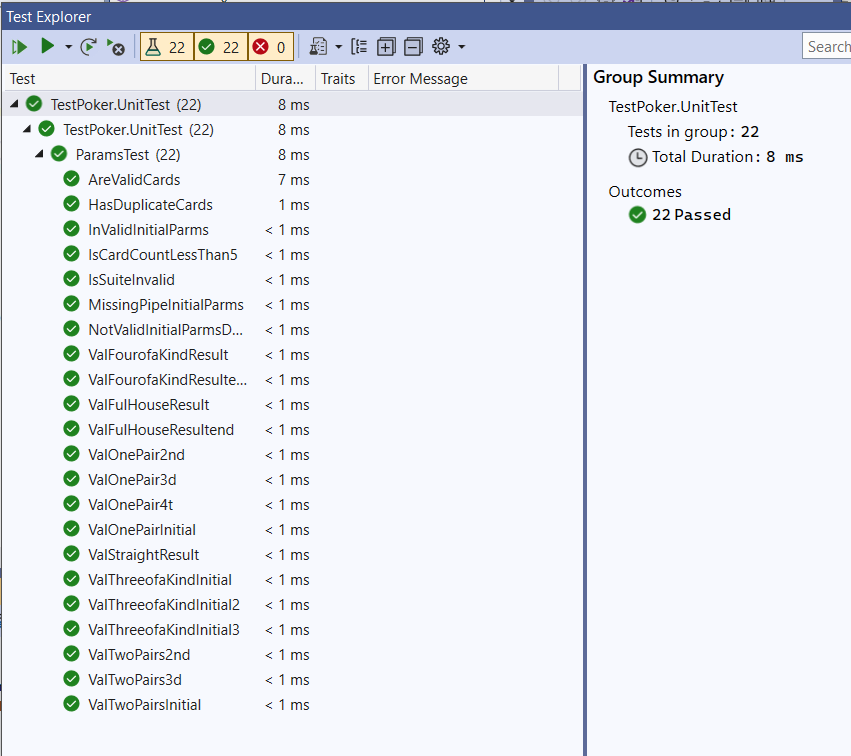 Test Explorer
22 22 0
Search
Test Dura... Traits Error Message
TestPoker.UnitTest (22) 8 ms
TestPoker.UnitTest (22) 8 ms
ParamsTest (22) 8 ms
AreValidCards 7 ms
HasDuplicateCards 1 ms
InValidInitialParms < 1 ms
IsCardCountLessThan5 < 1 ms
IsSuiteInvalid < 1 ms
MissingPipeInitialParms < 1 ms
NotValidInitialParmsD... < 1 ms
ValFourofaKindResult < 1 ms
ValFourofaKindResulte... < 1 ms
ValFulHouseResult < 1 ms
ValFulHouseResultend < 1 ms
ValOnePair2nd < 1 ms
ValOnePair3d < 1 ms
ValOnePair4t < 1 ms
ValOnePairInitial < 1 ms
ValStraightResult < 1 ms
ValThreeofaKindInitial < 1 ms
ValThreeofaKindInitial2 < 1 ms
ValThreeofaKindInitial3 < 1 ms
ValTwoPairs2nd < 1 ms
ValTwoPairs3d < 1 ms
ValTwoPairsInitial < 1 ms
Group Summary
TestPoker.UnitTest
Tests in group: 22
Total Duration: 8 ms
Outcomes
22 Passed